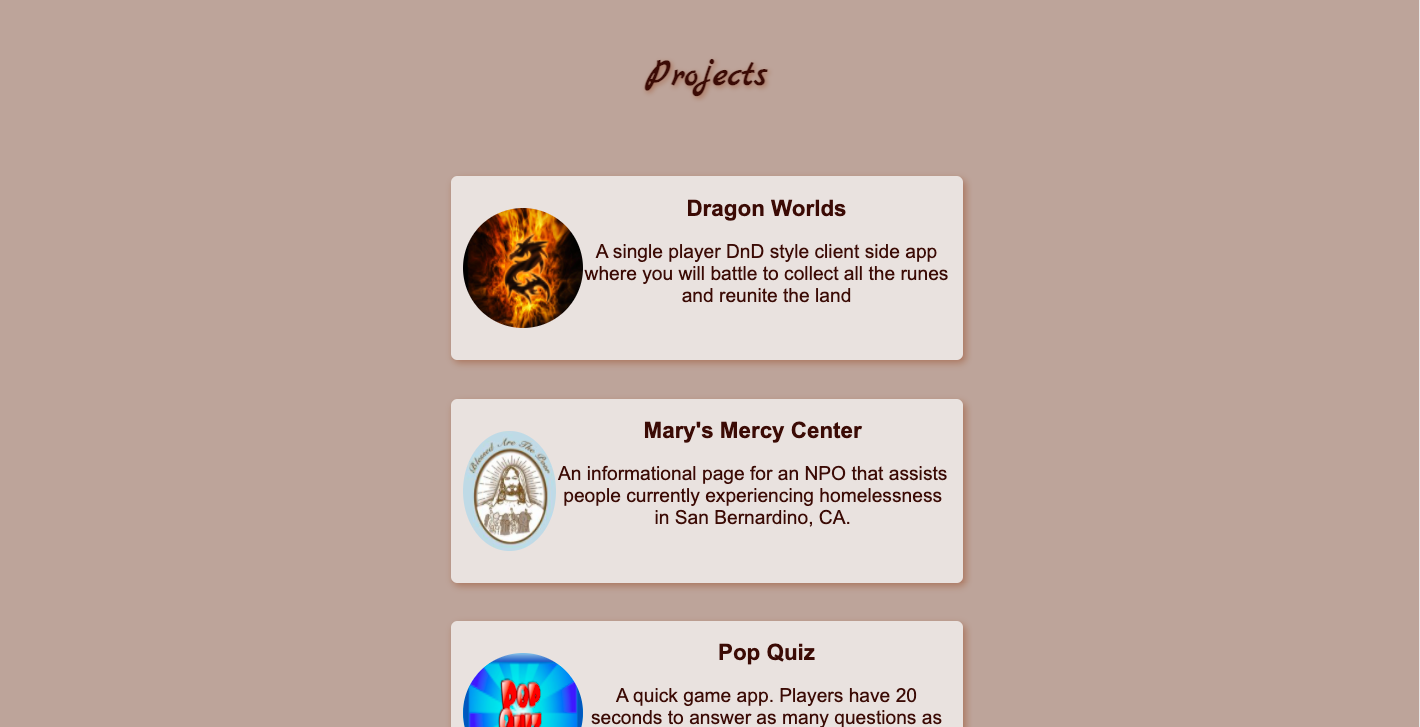 Projects
Dragon Worlds
A single player DnD style client side app
where you will battle to collect all the runes
and reunite the land
Mary's Mercy Center
Blessed Are The Poor
An informational page for an NPO that assists
people currently experiencing homelessness
in San Bernardino, CA.
Pop Quiz
A quick game app. Players have 20
POP
QUIZ
seconds to answer as many questions as